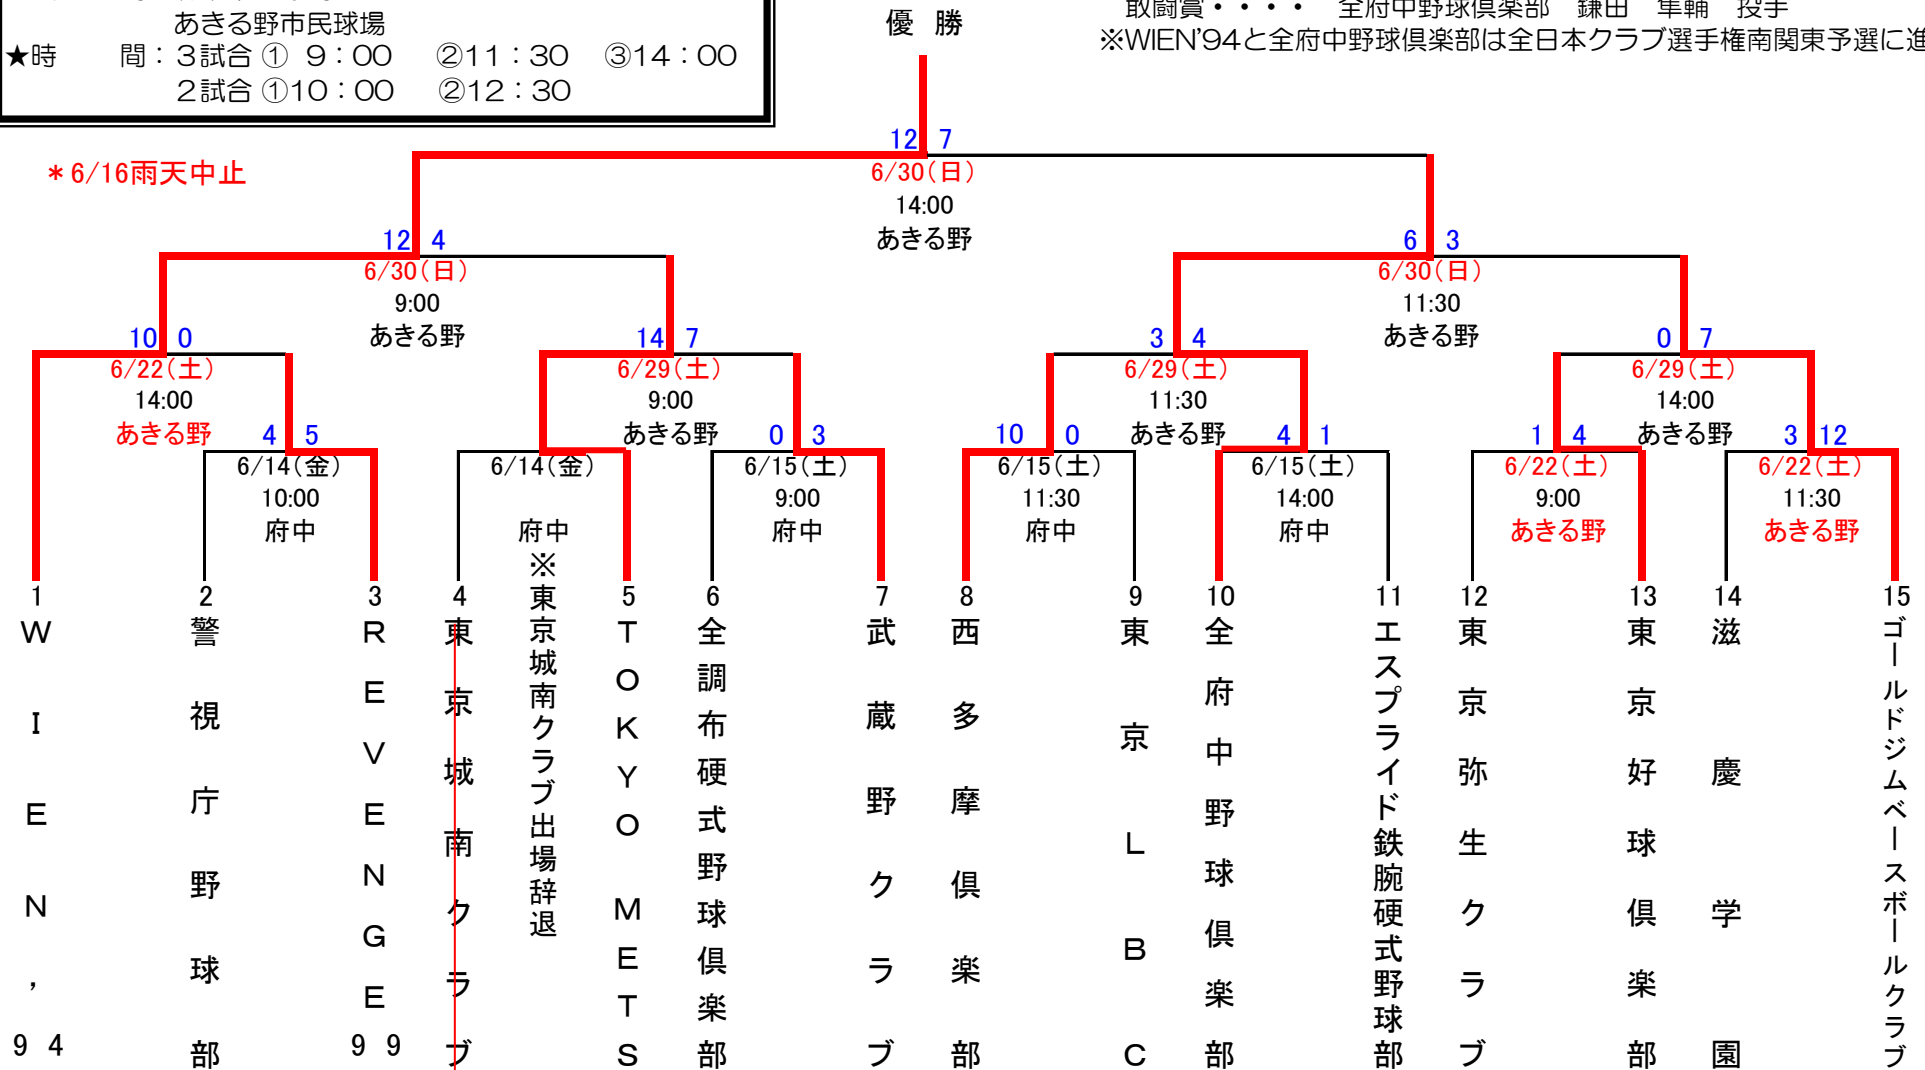 あきる野市民球場
★時　　間：３試合 ① ９：００　②１１：３０　③１４：００
２試合 ①１０：００　②１２：３０
優 勝
敢闘賞・・・・　全府中野球倶楽部　鎌田　隼輔　投手
※WIEN'94と全府中野球倶楽部は全日本クラブ選手権南関東予選に進
＊6/16雨天中止
12 7
6/30(日)
14:00
あきる野
12 4
6/30(日)
9:00
あきる野
6 3
6/30(日)
11:30
あきる野
10 0
6/22(土)
14:00
あきる野
14 7
6/29(土)
9:00
あきる野
3 4
6/29(土)
11:30
あきる野
0 7
6/29(土)
14:00
あきる野
4 5
6/14(金)
10:00
府中
6/14(金)
府中
※東京城南クラブ出場辞退
0 3
6/15(土)
9:00
府中
10 0
6/15(土)
11:30
府中
4 1
6/15(土)
14:00
府中
1 4
6/22(土)
9:00
あきる野
3 12
6/22(土)
11:30
あきる野
1 ＷＩＥＮ，９４
2 警視庁野球部
3 ＲＥＶＥＮＧＥ９９
4 東京城南クラブ
5 ＴＯＫＹＯ　ＭＥＴＳ
6 全調布硬式野球倶楽部
7 武蔵野クラブ
8 西多摩倶楽部
9 東京ＬＢＣ
10 全府中野球倶楽部
11 エスプライド鉄腕硬式野球部
12 東京弥生クラブ
13 東京好球倶楽部
14 滋慶学園
15 ゴールドジムベースボールクラブ